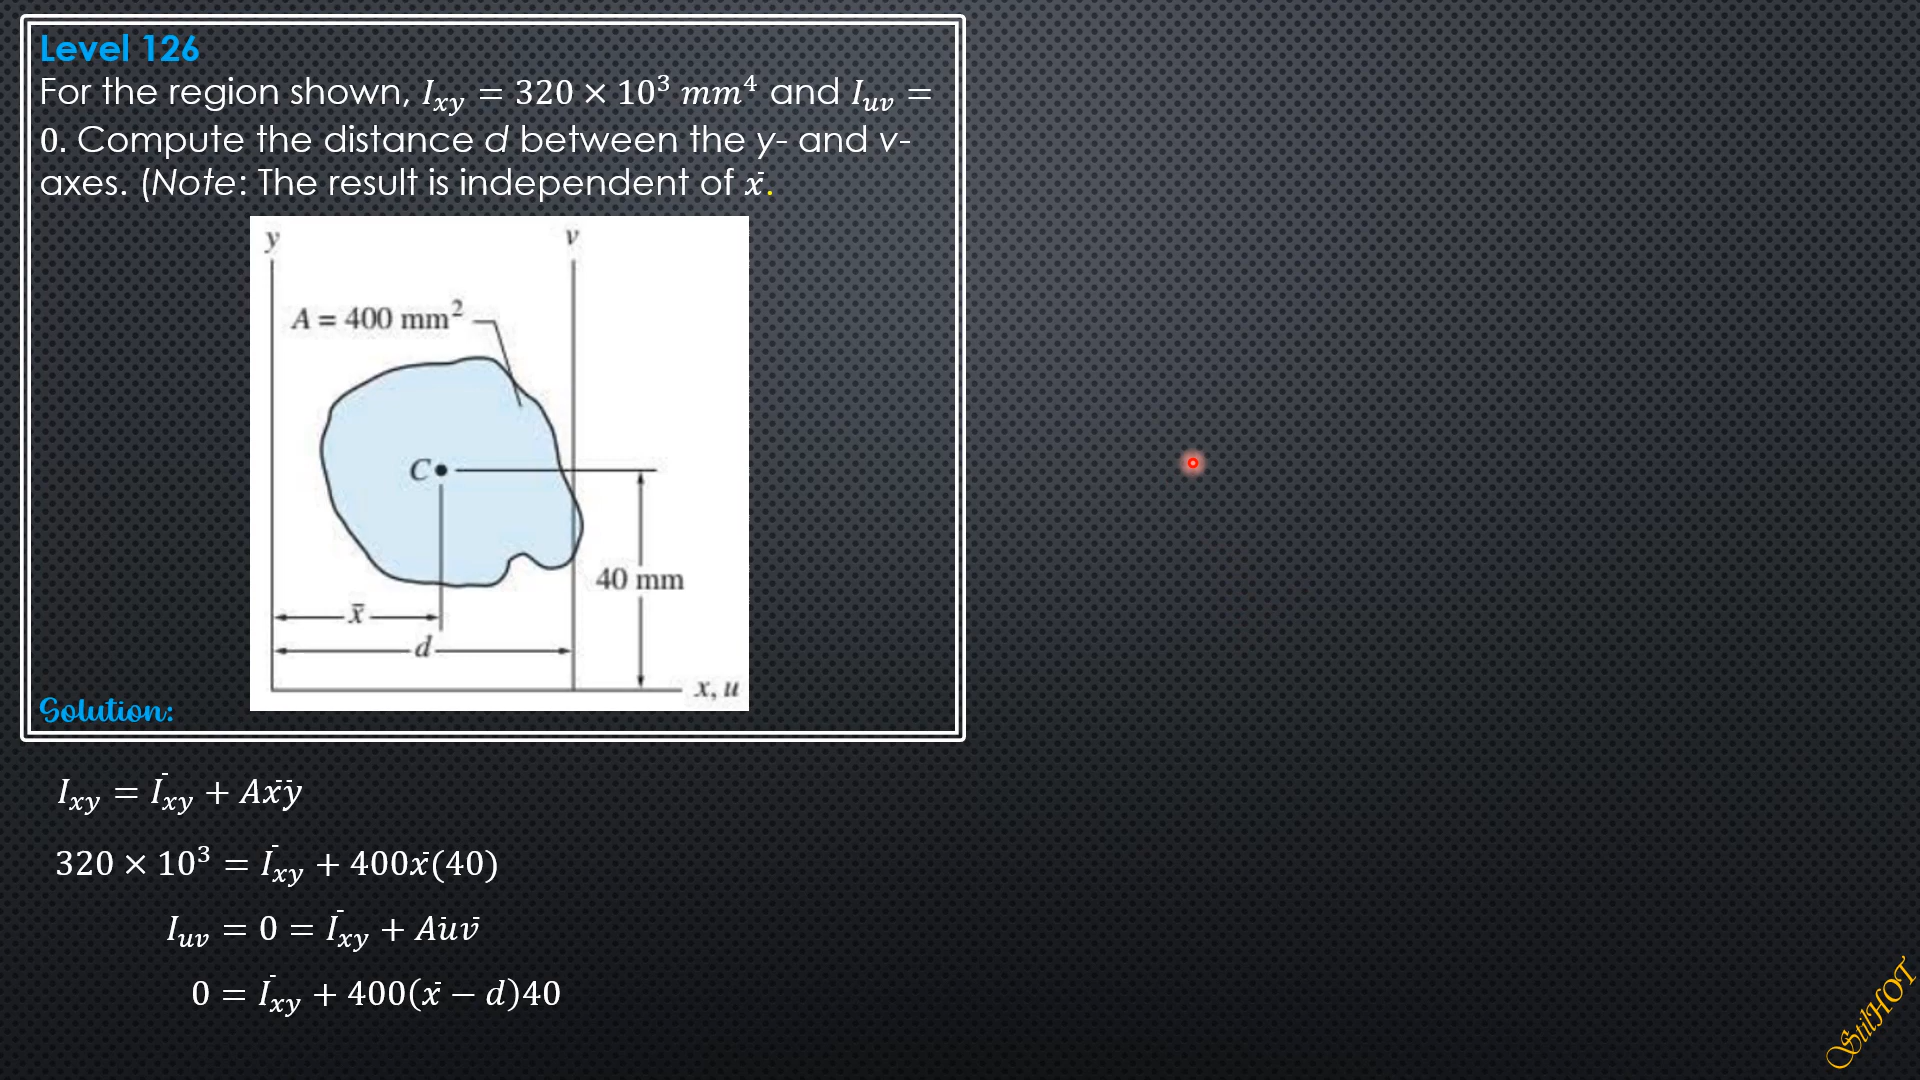 Level 126
For the region shown, I_xy = 320 × 10³ mm⁴ and I_uv =
0. Compute the distance d between the y- and v-
axes. (Note: The result is independent of x̄.
y
v
A = 400 mm²
C
40 mm
x̄
d
x, u
Solution:
I_xy = Ī_xy + Ax̄ȳ
320 × 10³ = Ī_xy + 400x̄(40)
I_uv = 0 = Ī_xy + Aūv̄
0 = Ī_xy + 400(x̄ − d)40
StilHOT